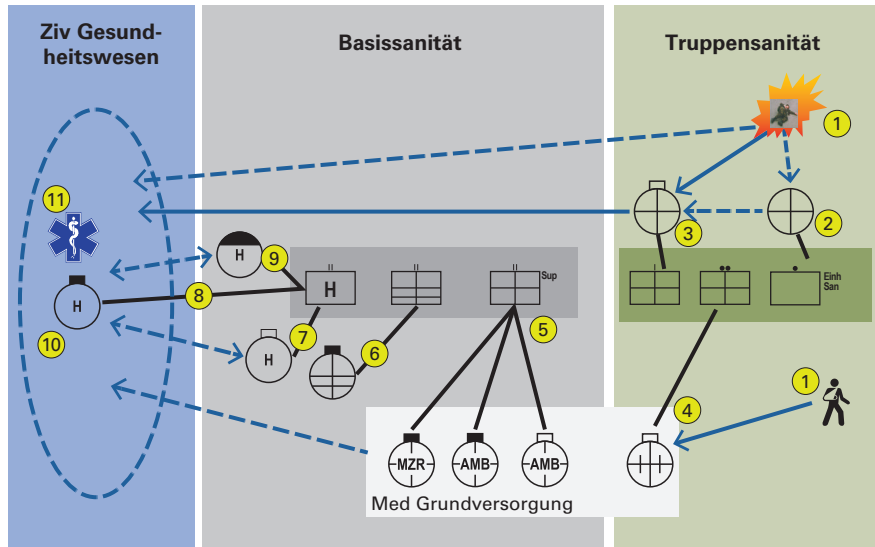 Ziv Gesund-
heitswesen
Basissanität
Truppensanität
1
11
2
3
H
9
H
Sup
Einh
San
8
H
10
7
H
6
5
4
1
MZR
AMB
AMB
Med Grundversorgung